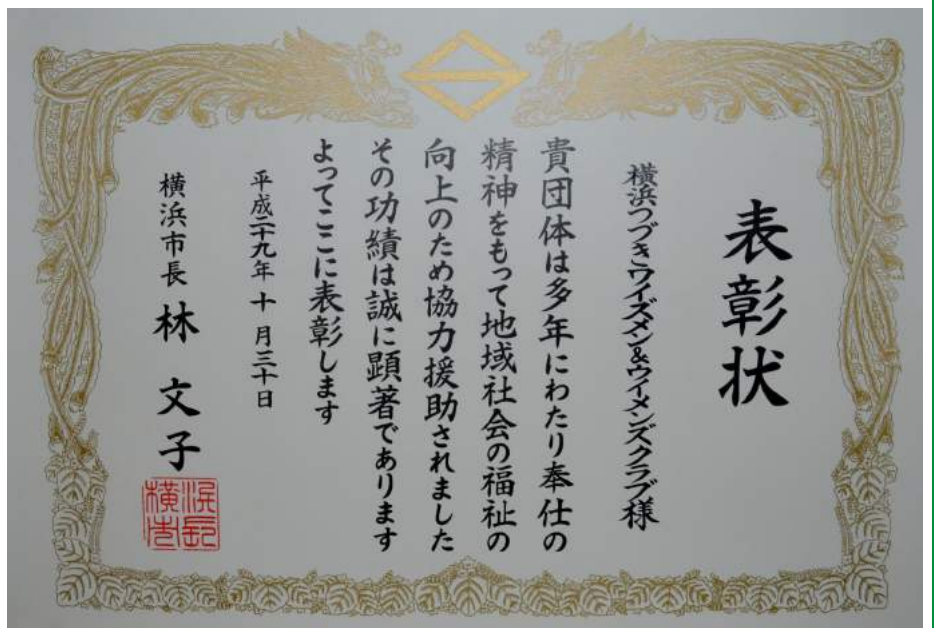 表彰状
横浜つづきワイズメン&ウイメンズクラブ様
貴団体は多年にわたり奉仕の
精神をもって地域社会の福祉の
向上のため協力援助されました
その功績は誠に顕著であります
よってここに表彰します
平成二十九年十月三十日
横浜市長 林 文子
横浜市長